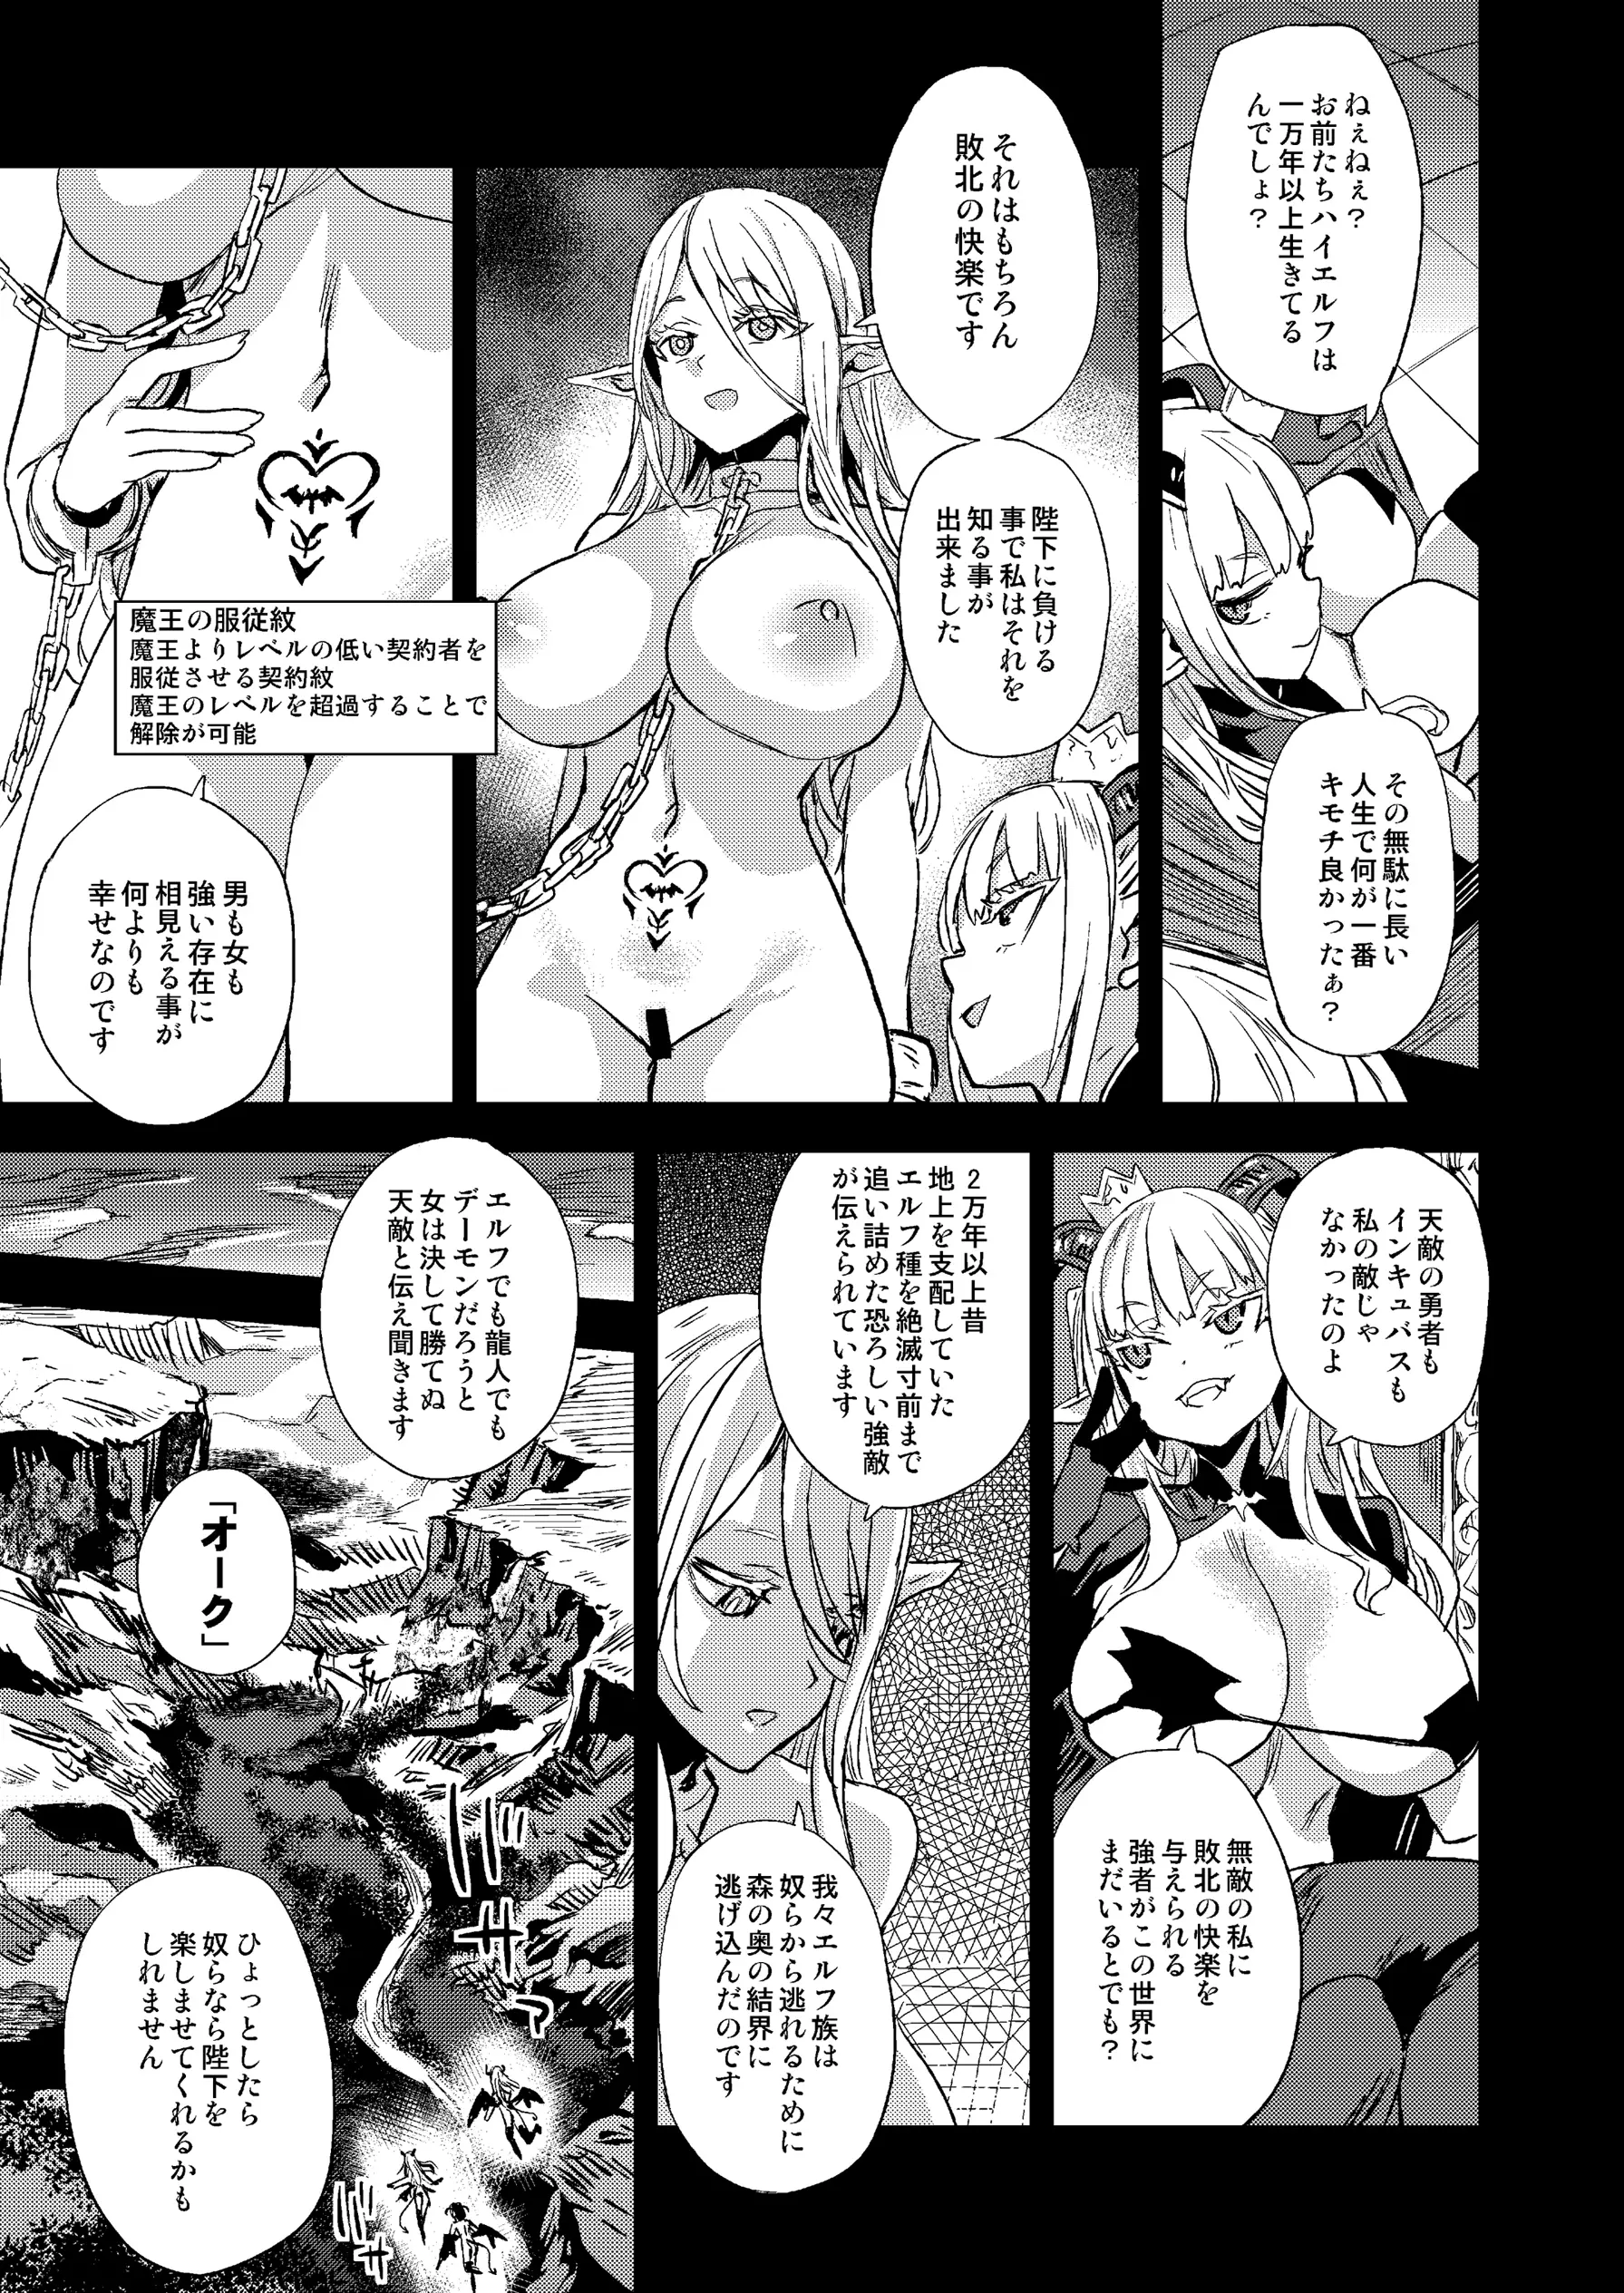 ねぇねぇ?
お前たちハイエルフは
一万年以上生きてる
んでしょ?
その無駄に長い
人生で何が一番
キモチ良かったぁ?
それはもちろん
敗北の快楽です
陛下に負ける
事で私はそれを
知る事が
出来ました
魔王の服従紋
魔王よりレベルの低い契約者を
服従させる契約紋
魔王のレベルを超過することで
解除が可能
男も女も
強い存在に
相見える事が
何よりも
幸せなのです
天敵の勇者も
インキュバスも
私の敵じゃ
なかったのよ
無敵の私に
敗北の快楽を
与えられる
強者がこの世界に
まだいるとでも?
2万年以上昔
地上を支配していた
エルフ種を絶滅寸前まで
追い詰めた恐ろしい強敵
が伝えられています
我々エルフ族は
奴らから逃れるために
森の奥の結界に
逃げ込んだのです
エルフでも龍人でも
デーモンだろうと
女は決して勝てぬ
天敵と伝え聞きます
「オーク」
ひょっとしたら
奴らなら陛下を
楽しませてくれるかも
しれません